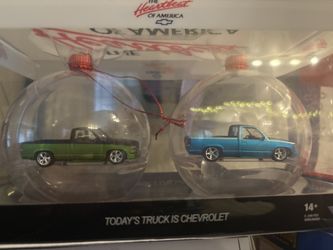 THE
Heartbeat
OF AMERICA
TODAY'S TRUCK IS CHEVROLET
14+